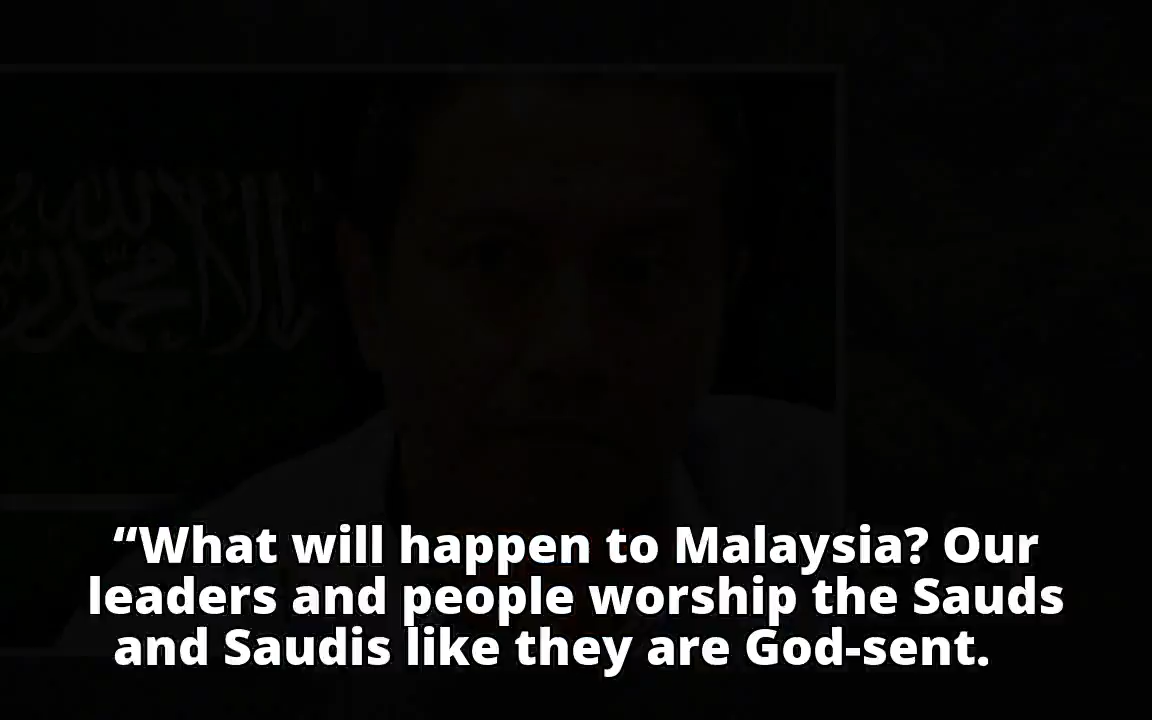 “What will happen to Malaysia? Our
leaders and people worship the Sauds
and Saudis like they are God-sent.